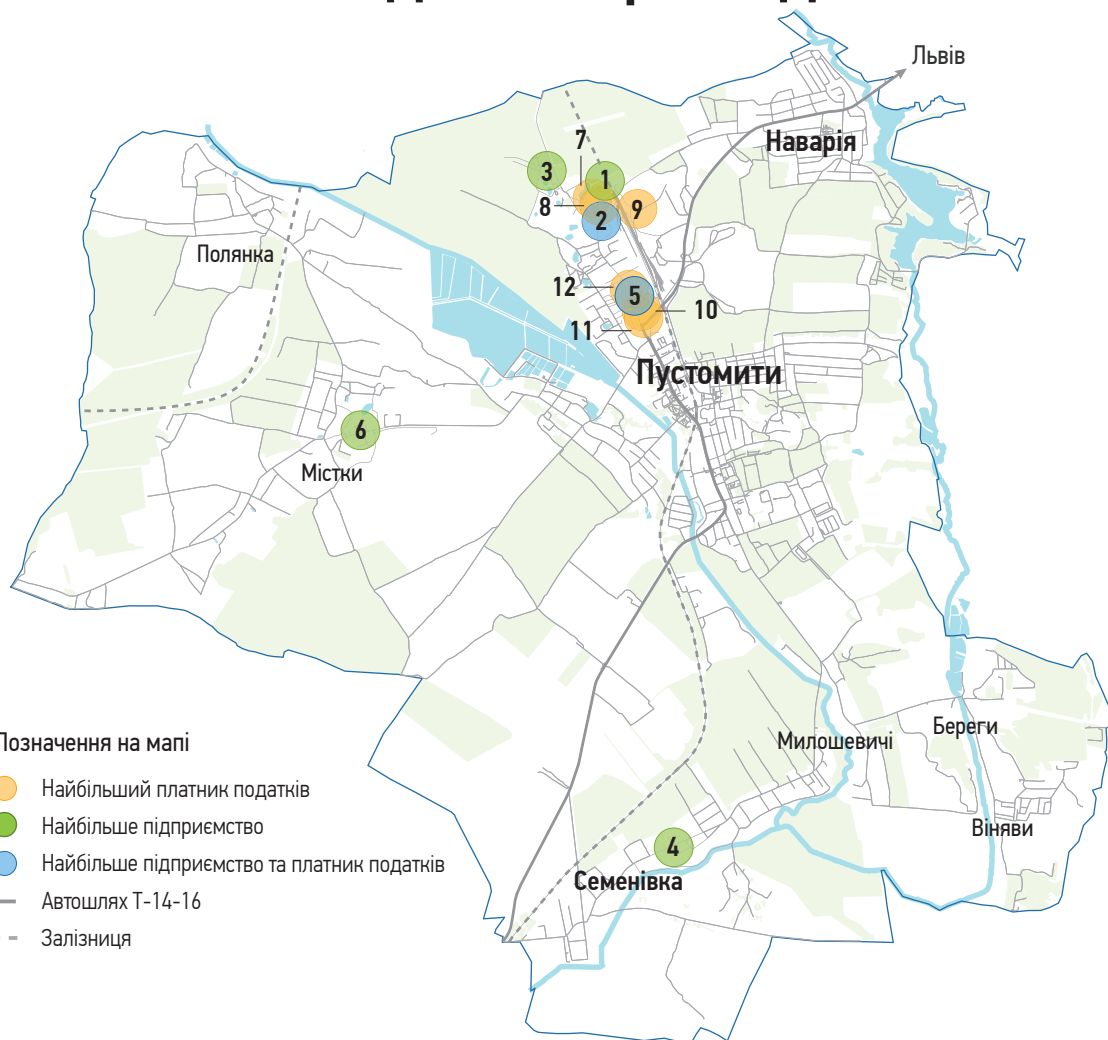 Львів
Наварія
7
3
1
8
9
2
Полянка
12
5
10
11
Пустомити
6
Містки
Милошевичі
Береги
Віняви
4
Семенівка
Позначення на мапі
Найбільший платник податків
Найбільше підприємство
Найбільше підприємство та платник податків
Автошлях Т-14-16
Залізниця